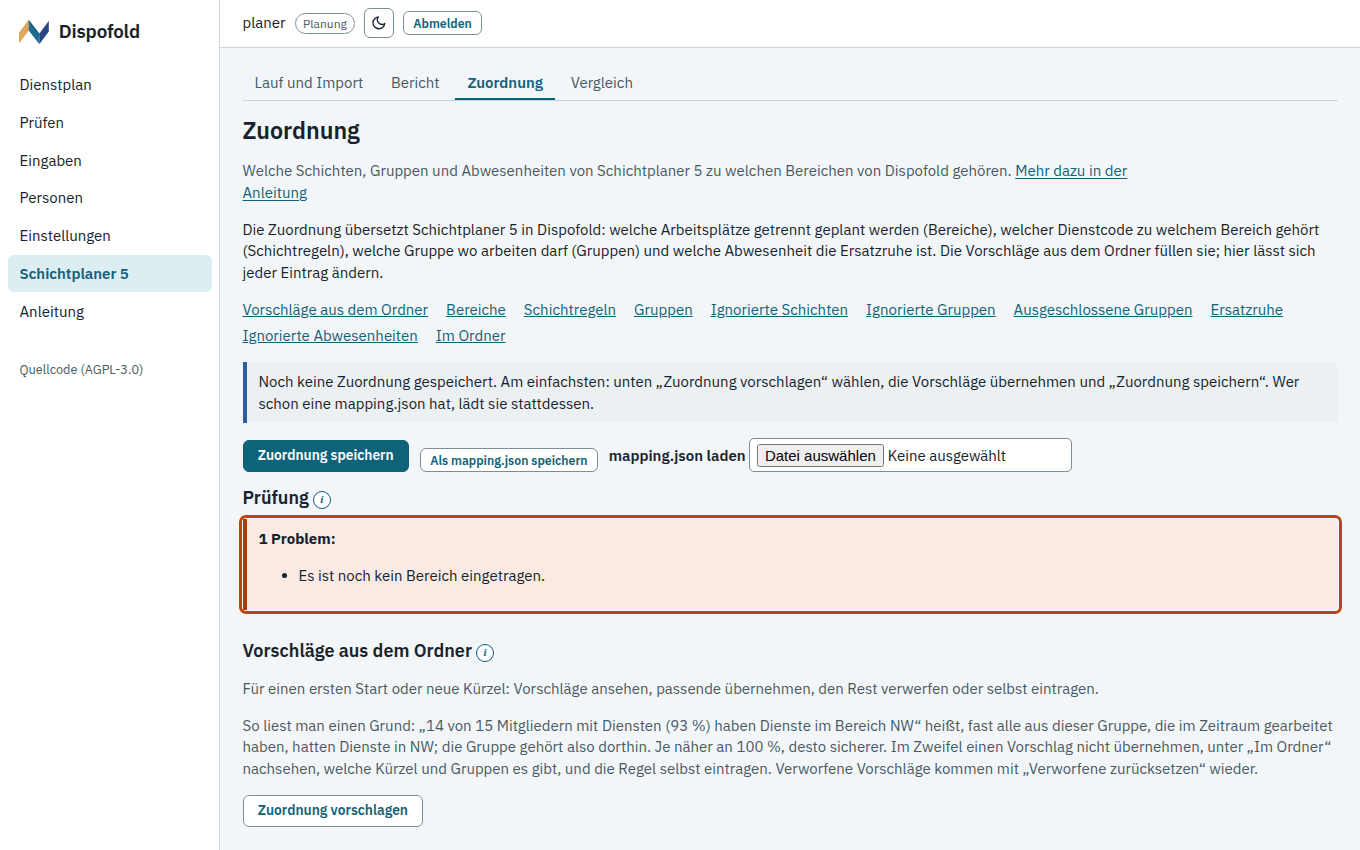 Dispofold
planer
Planung
Abmelden
Dienstplan
Prüfen
Eingaben
Personen
Einstellungen
Schichtplaner 5
Anleitung
Quellcode (AGPL-3.0)
Lauf und Import
Bericht
Zuordnung
Vergleich
Zuordnung
Welche Schichten, Gruppen und Abwesenheiten von Schichtplaner 5 zu welchen Bereichen von Dispofold gehören. Mehr dazu in der
Anleitung
Die Zuordnung übersetzt Schichtplaner 5 in Dispofold: welche Arbeitsplätze getrennt geplant werden (Bereiche), welcher Dienstcode zu welchem Bereich gehört
(Schichtregeln), welche Gruppe wo arbeiten darf (Gruppen) und welche Abwesenheit die Ersatzruhe ist. Die Vorschläge aus dem Ordner füllen sie; hier lässt sich
jeder Eintrag ändern.
Vorschläge aus dem Ordner Bereiche Schichtregeln Gruppen Ignorierte Schichten Ignorierte Gruppen Ausgeschlossene Gruppen Ersatzruhe
Ignorierte Abwesenheiten Im Ordner
Noch keine Zuordnung gespeichert. Am einfachsten: unten „Zuordnung vorschlagen“ wählen, die Vorschläge übernehmen und „Zuordnung speichern“. Wer
schon eine mapping.json hat, lädt sie stattdessen.
Zuordnung speichern Als mapping.json speichern mapping.json laden Datei auswählen Keine ausgewählt
Prüfung i
1 Problem:
• Es ist noch kein Bereich eingetragen.
Vorschläge aus dem Ordner i
Für einen ersten Start oder neue Kürzel: Vorschläge ansehen, passende übernehmen, den Rest verwerfen oder selbst eintragen.
So liest man einen Grund: „14 von 15 Mitgliedern mit Diensten (93 %) haben Dienste im Bereich NW“ heißt, fast alle aus dieser Gruppe, die im Zeitraum gearbeitet
haben, hatten Dienste in NW; die Gruppe gehört also dorthin. Je näher an 100 %, desto sicherer. Im Zweifel einen Vorschlag nicht übernehmen, unter „Im Ordner“
nachsehen, welche Kürzel und Gruppen es gibt, und die Regel selbst eintragen. Verworfene Vorschläge kommen mit „Verworfene zurücksetzen“ wieder.
Zuordnung vorschlagen